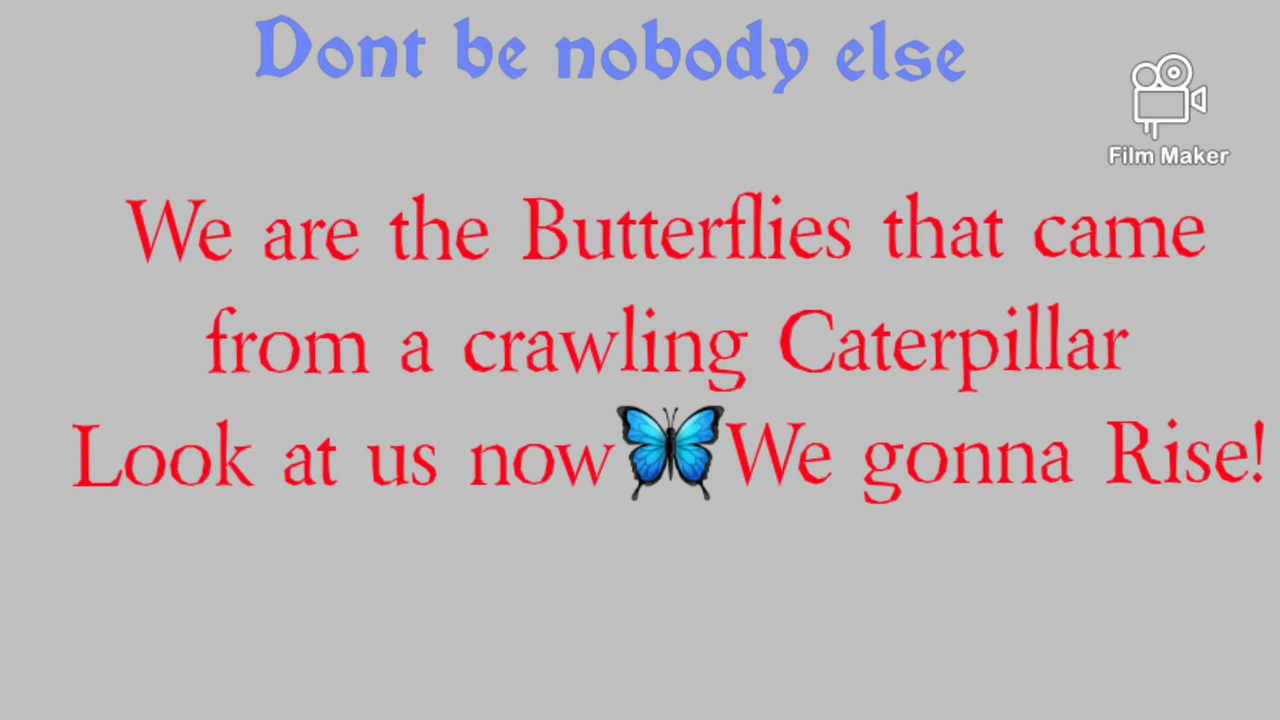 Dont be nobody else
Film Maker
We are the Butterflies that came
from a crawling Caterpillar
Look at us now🦋We gonna Rise!